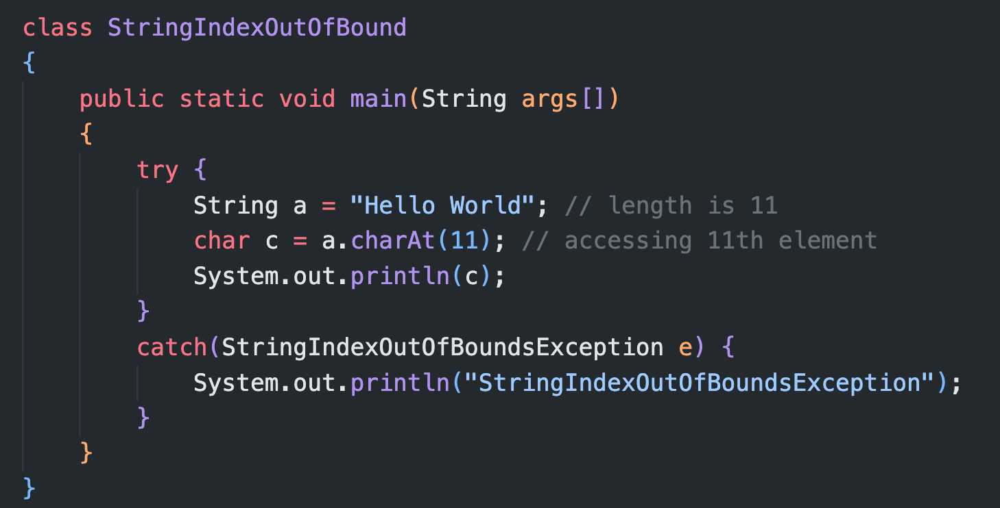 class StringIndexOutOfBound
{
    public static void main(String args[])
    {
        try {
            String a = "Hello World"; // length is 11
            char c = a.charAt(11); // accessing 11th element
            System.out.println(c);
        }
        catch(StringIndexOutOfBoundsException e) {
            System.out.println("StringIndexOutOfBoundsException");
        }
    }
}